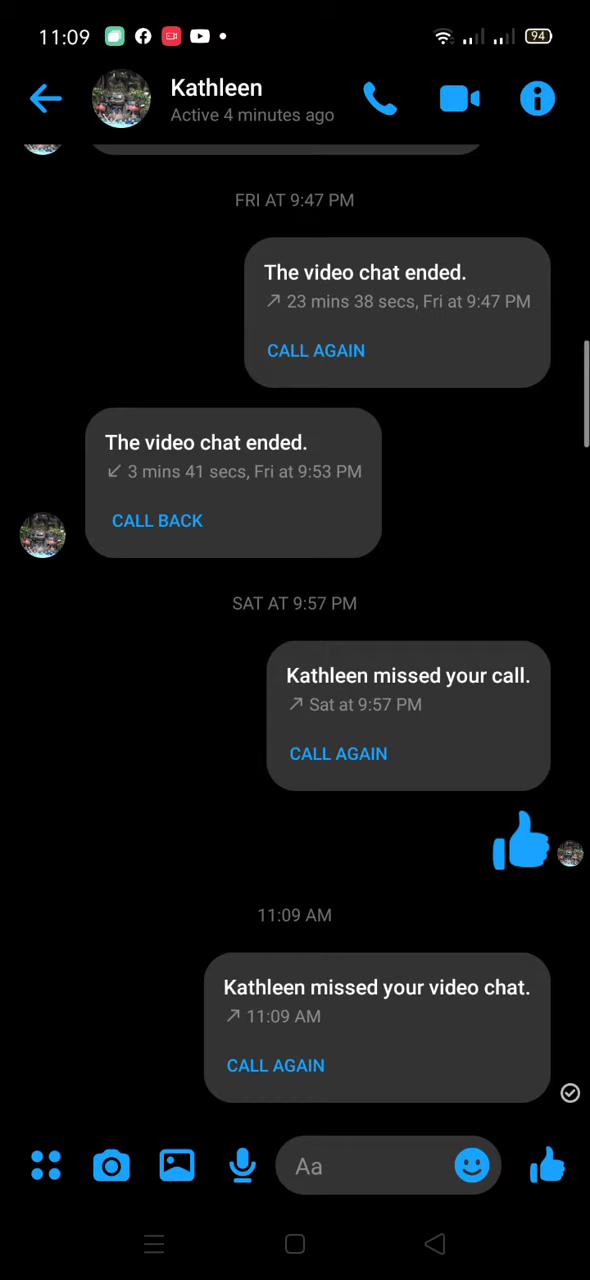 11:09
94
Kathleen
Active 4 minutes ago
FRI AT 9:47 PM
The video chat ended.
23 mins 38 secs, Fri at 9:47 PM
CALL AGAIN
The video chat ended.
3 mins 41 secs, Fri at 9:53 PM
CALL BACK
SAT AT 9:57 PM
Kathleen missed your call.
Sat at 9:57 PM
CALL AGAIN
11:09 AM
Kathleen missed your video chat.
11:09 AM
CALL AGAIN
Aa